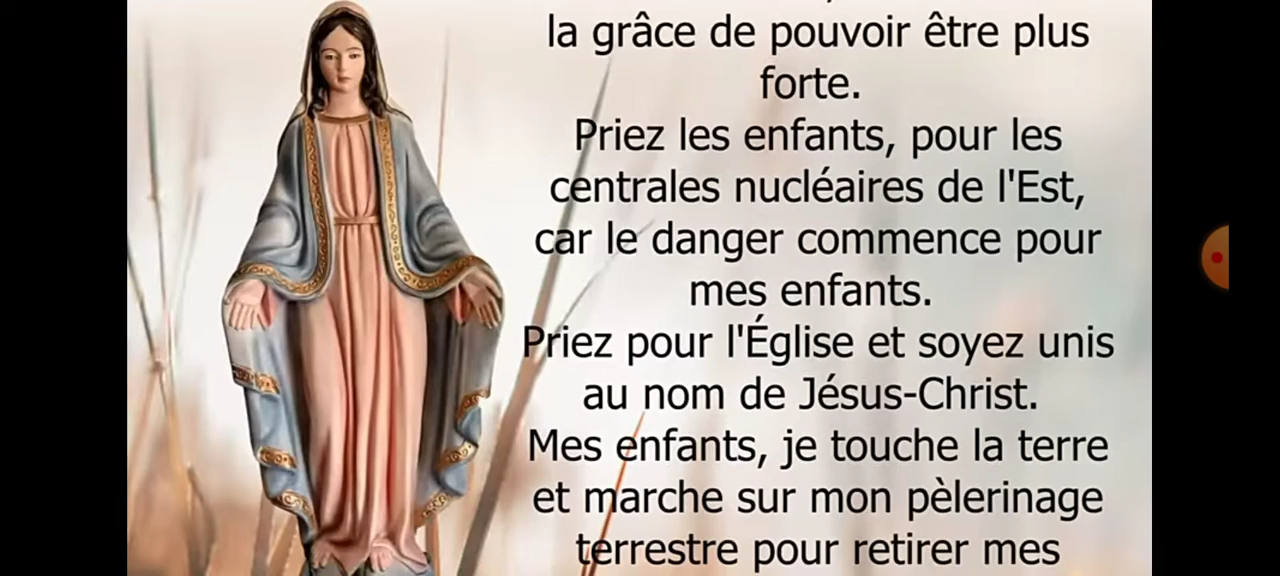 la grâce de pouvoir être plus
forte.
Priez les enfants, pour les
centrales nucléaires de l'Est,
car le danger commence pour
mes enfants.
Priez pour l'Église et soyez unis
au nom de Jésus-Christ.
Mes enfants, je touche la terre
et marche sur mon pèlerinage
terrestre pour retirer mes